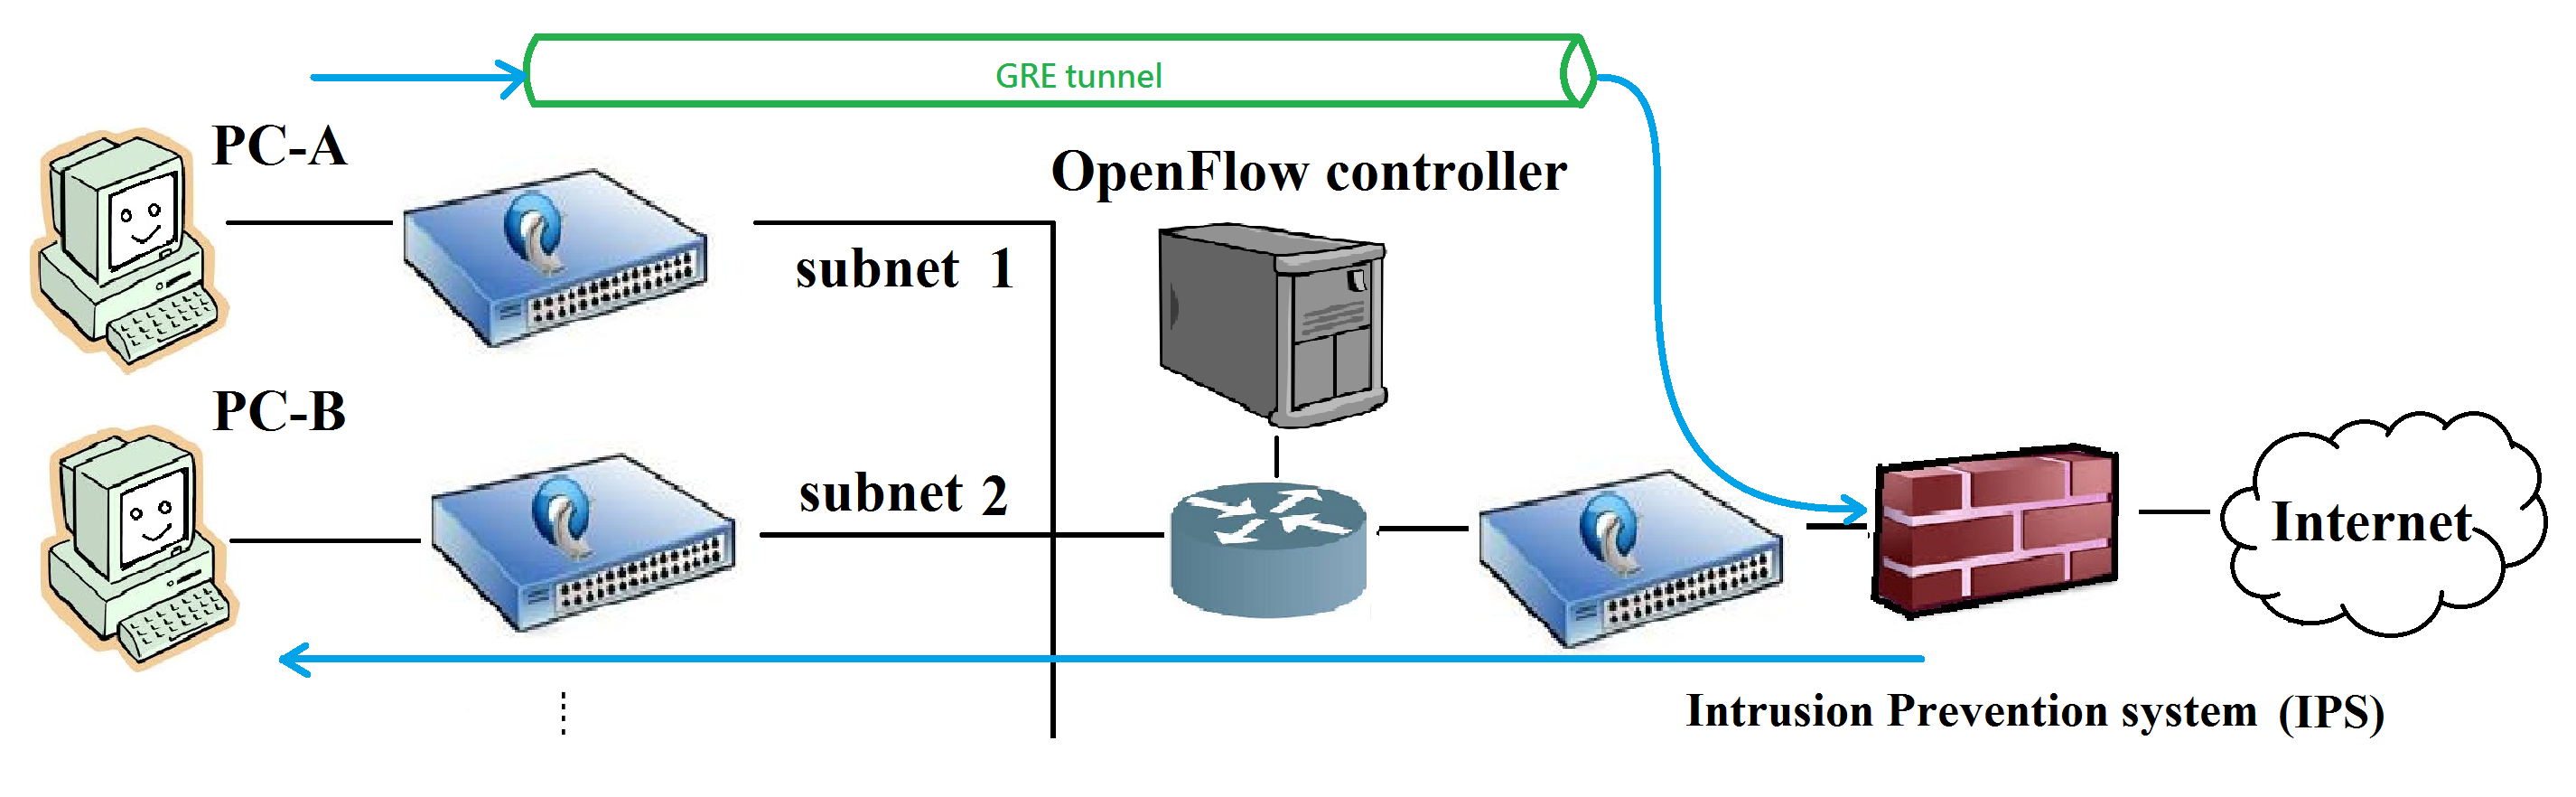 GRE tunnel
PC-A
OpenFlow controller
subnet 1
PC-B
subnet 2
Internet
Intrusion Prevention system (IPS)